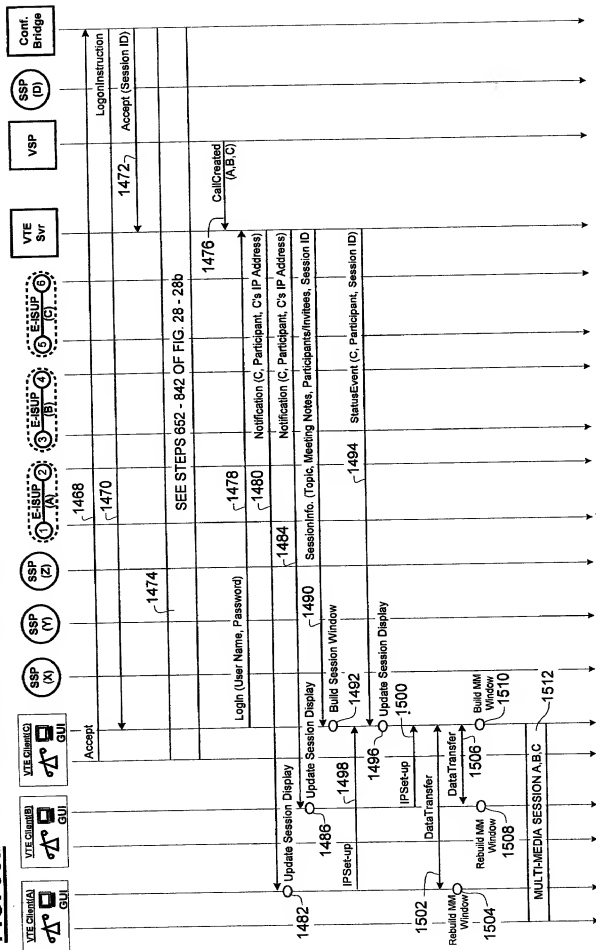 VTE Client(A)
GUI
VTE Client(B)
GUI
VTE Client(C)
GUI
SSP
(X)
SSP
(Y)
SSP
(Z)
1 E-ISUP 2
(A)
3 E-ISUP 4
(B)
5 E-ISUP 6
(C)
VTE
Svr
VSP
SSP
(D)
Conf.
Bridge
Accept
1468
LogonInstruction
1470
Accept (Session ID)
1472
1474
SEE STEPS 652 - 842 OF FIG. 28 - 28b
CallCreated
(A,B,C)
1476
LogIn (User Name, Password)
1478
Notification (C, Participant, C's IP Address)
1480
Update Session Display
1482
Notification (C, Participant, C's IP Address)
1484
Update Session Display
1486
SessionInfo. (Topic, Meeting Notes, Participants/Invitees, Session ID)
1490
Build Session Window
1492
StatusEvent (C, Participant, Session ID)
1494
Update Session Display
1496
IPSet-up
1498
IPSet-up
1500
DataTransfer
1502
Rebuild MM
Window
1504
DataTransfer
1506
Rebuild MM
Window
1508
Build MM
Window
1510
MULTI-MEDIA SESSION A,B,C
1512